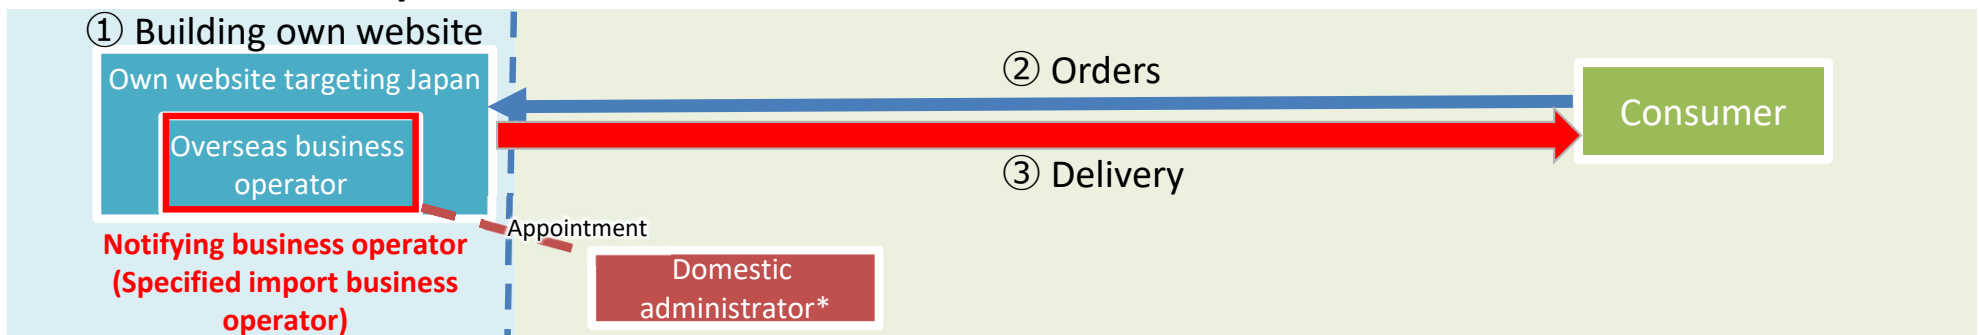 ① Building own website
Own website targeting Japan
Overseas business
operator
Notifying business operator
(Specified import business
operator)
② Orders
③ Delivery
Consumer
Appointment
Domestic
administrator*